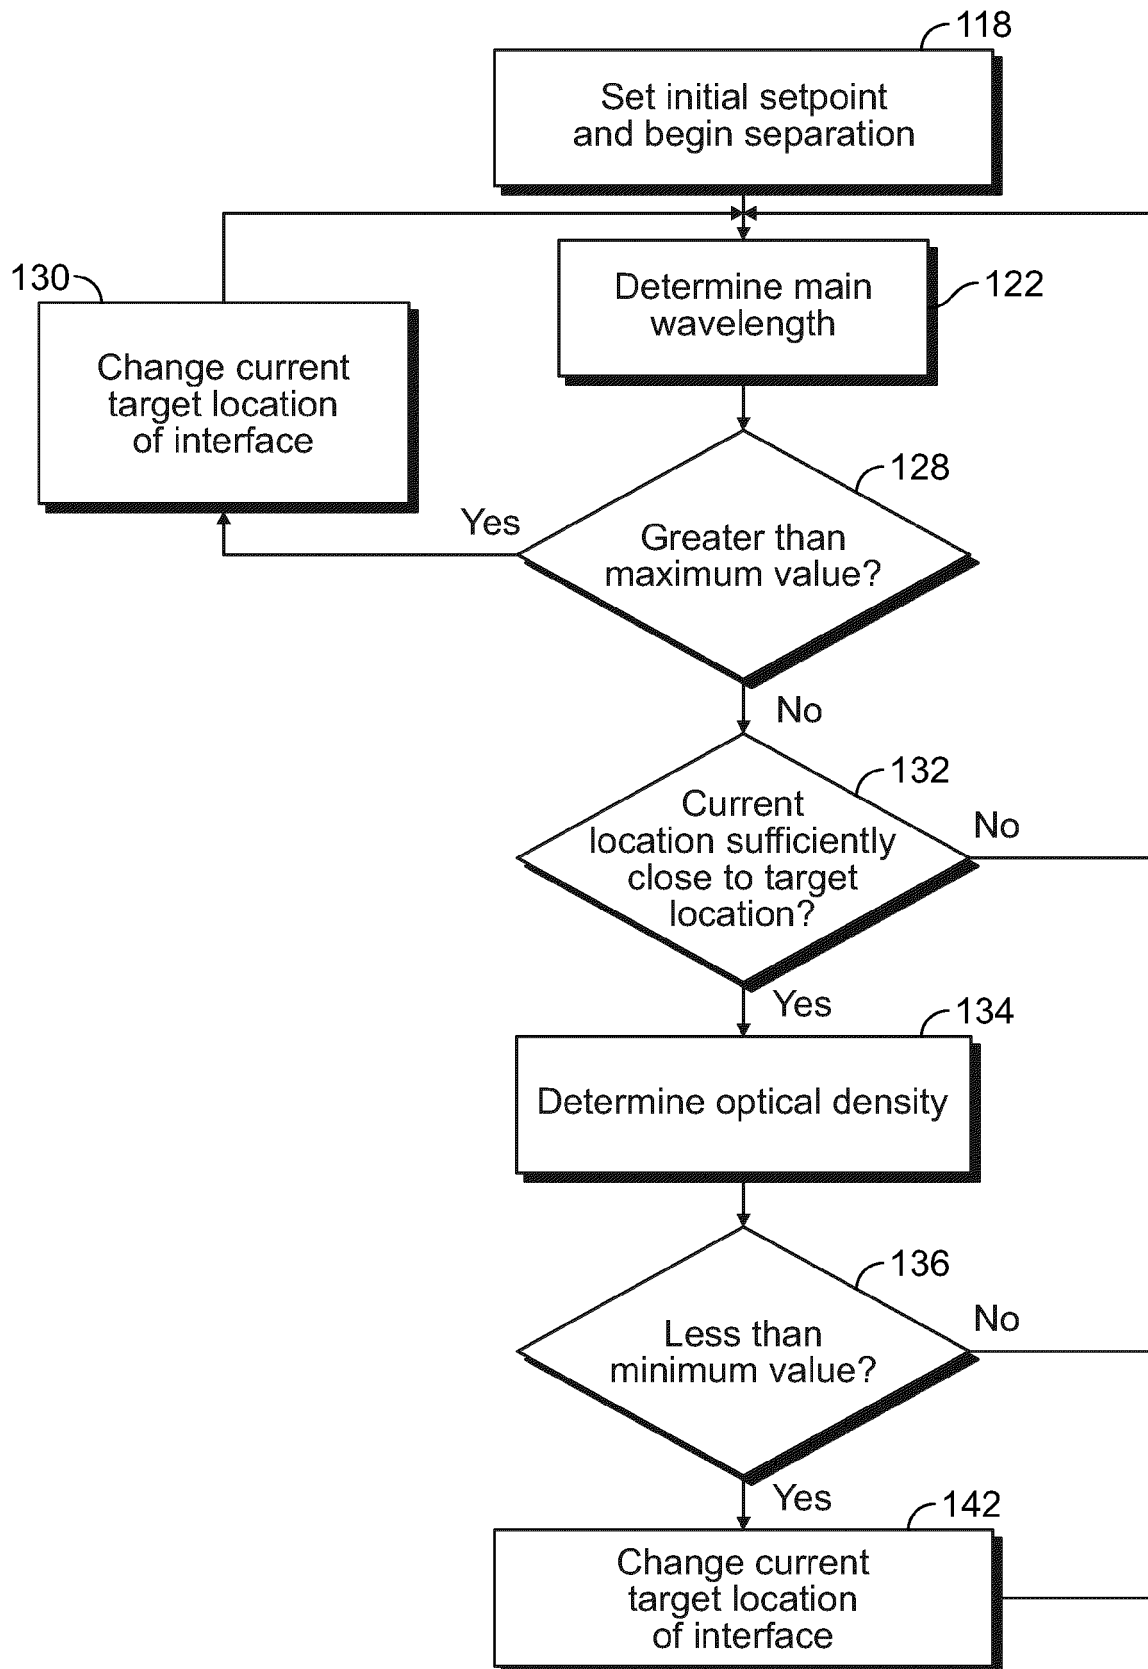 118
Set initial setpoint
and begin separation
130
122
Determine main
wavelength
Change current
target location
of interface
128
Yes
Greater than
maximum value?
No
132
Current
location sufficiently
close to target
location?
No
Yes
134
Determine optical density
136
Less than
minimum value?
No
Yes
142
Change current
target location
of interface